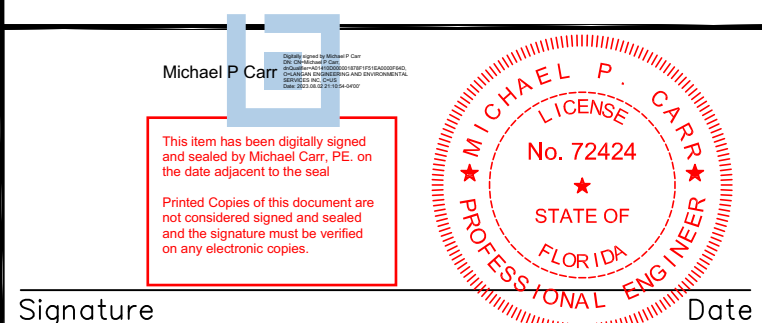 Michael P Carr
Digitally signed by Michael P Carr
DN: CN=Michael P Carr,
dnQualifier=A01410D000001878F1F51EA0000F04D,
O=LANGAN ENGINEERING AND ENVIRONMENTAL
SERVICES INC, C=US
Date: 2023.08.02 21:10:54-04'00'
This item has been digitally signed
and sealed by Michael Carr, PE. on
the date adjacent to the seal
Printed Copies of this document are
not considered signed and sealed
and the signature must be verified
on any electronic copies.
MICHAEL P. CARR
LICENSE
No. 72424
STATE OF
FLORIDA
PROFESSIONAL ENGINEER
Signature
Date